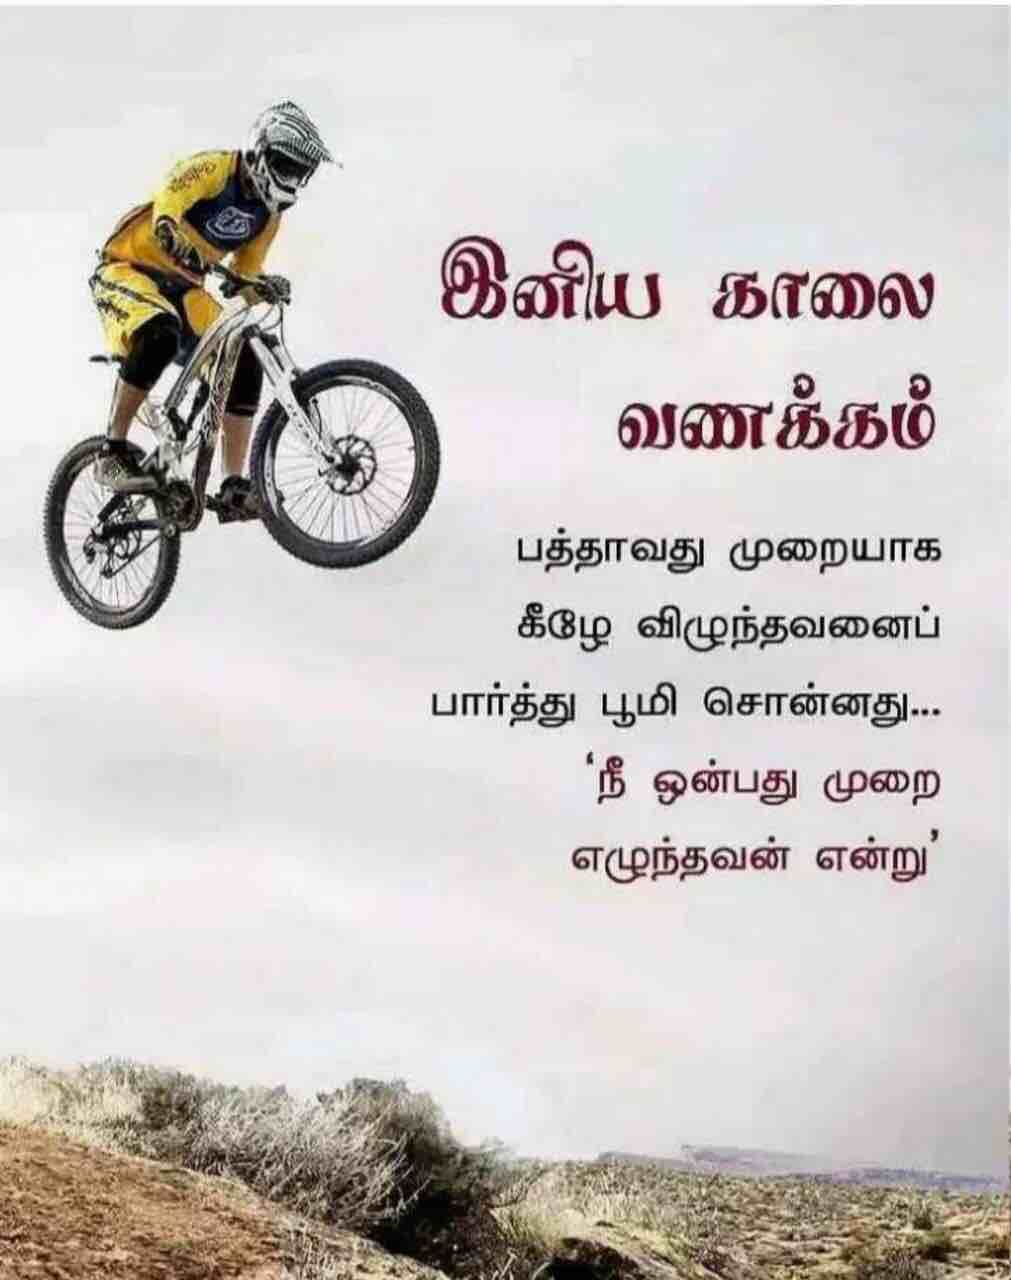 இனிய காலை
வணக்கம்
பத்தாவது முறையாக
கீழே விழுந்தவனைப்
பார்த்து பூமி சொன்னது...
‘நீ ஒன்பது முறை
எழுந்தவன் என்று’